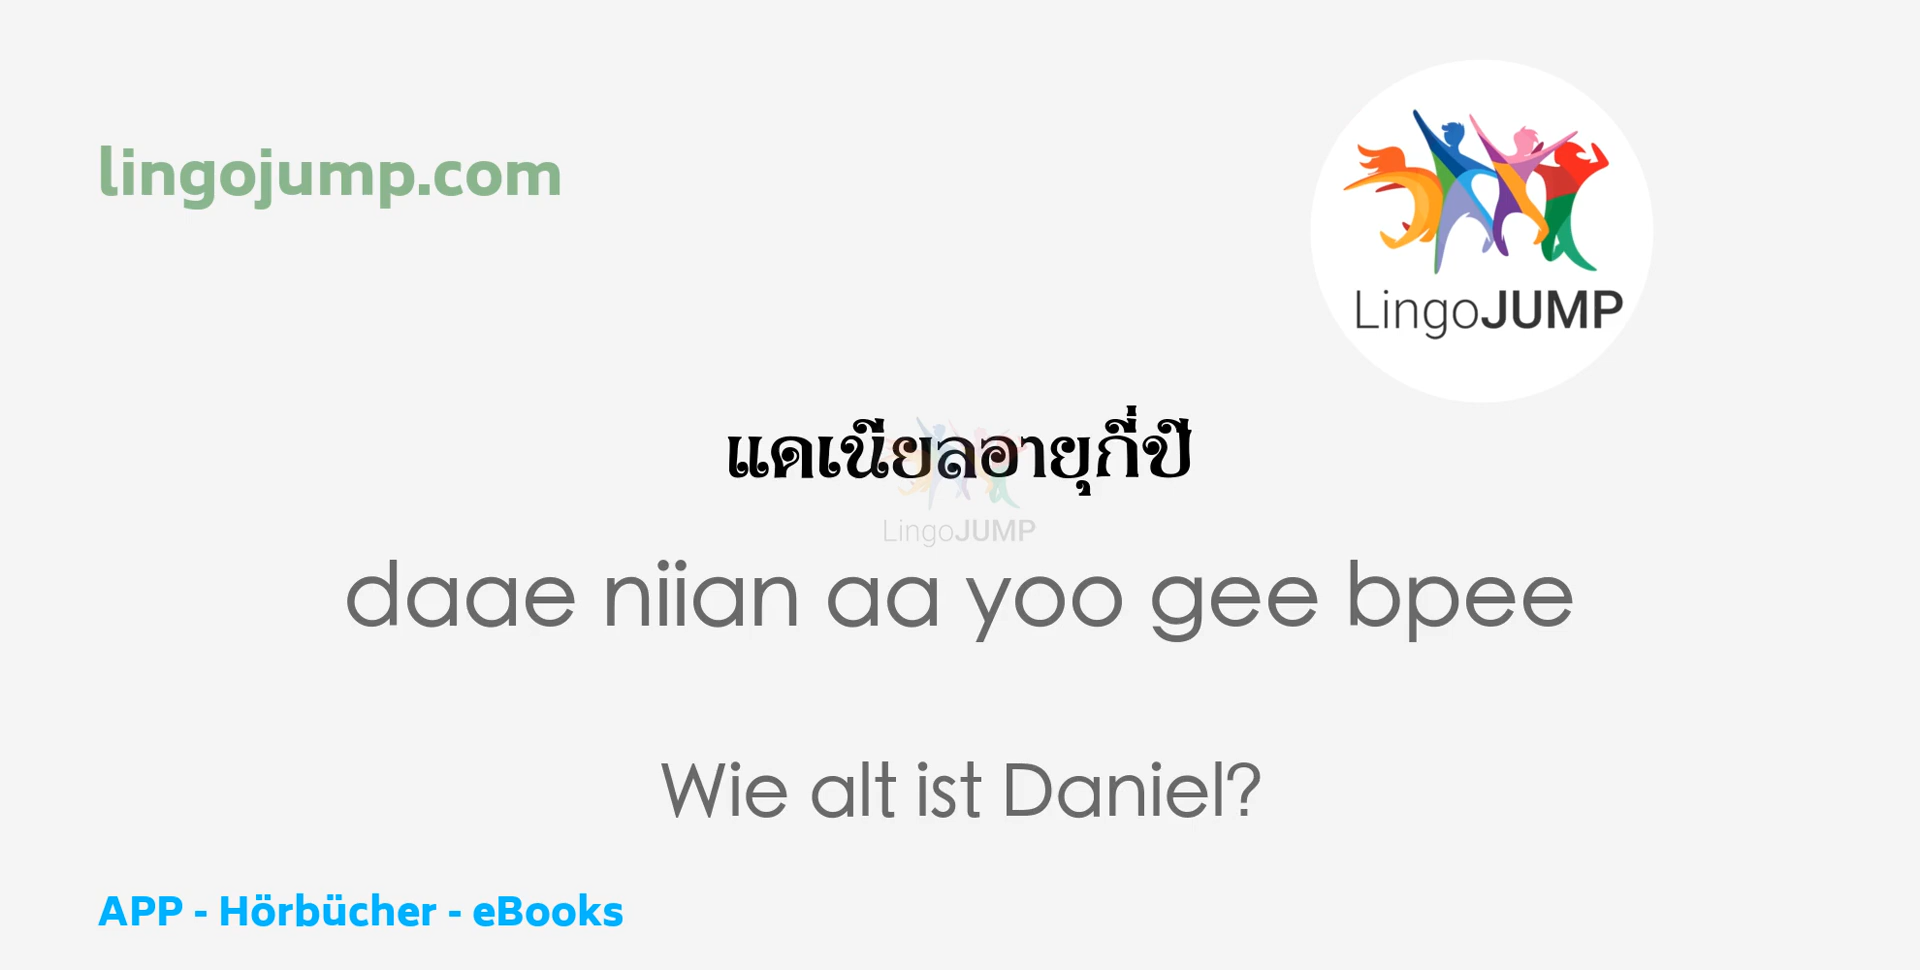 lingojump.com
LingoJUMP
แดเนียลอายุกี่ปี
LingoJUMP
daae niian aa yoo gee bpee
Wie alt ist Daniel?
APP - Hörbücher - eBooks